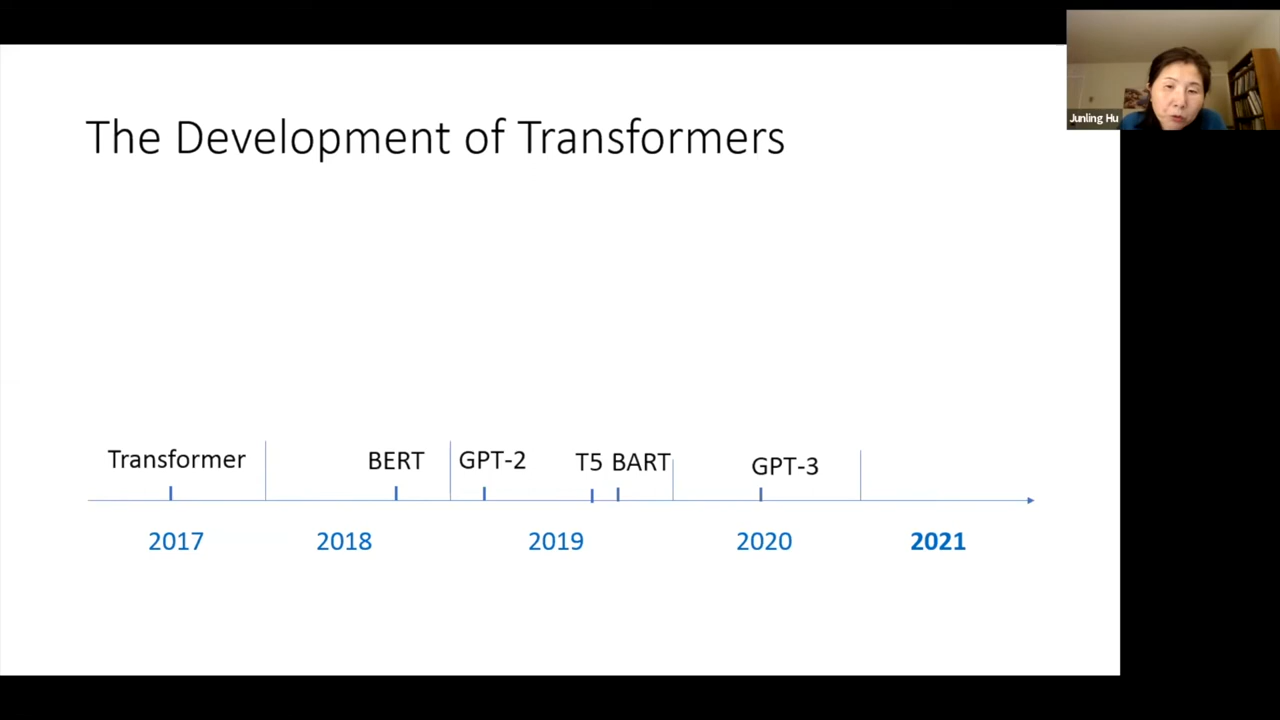 Junling Hu
The Development of Transformers
Transformer BERT GPT-2 T5 BART GPT-3
2017 2018 2019 2020 2021